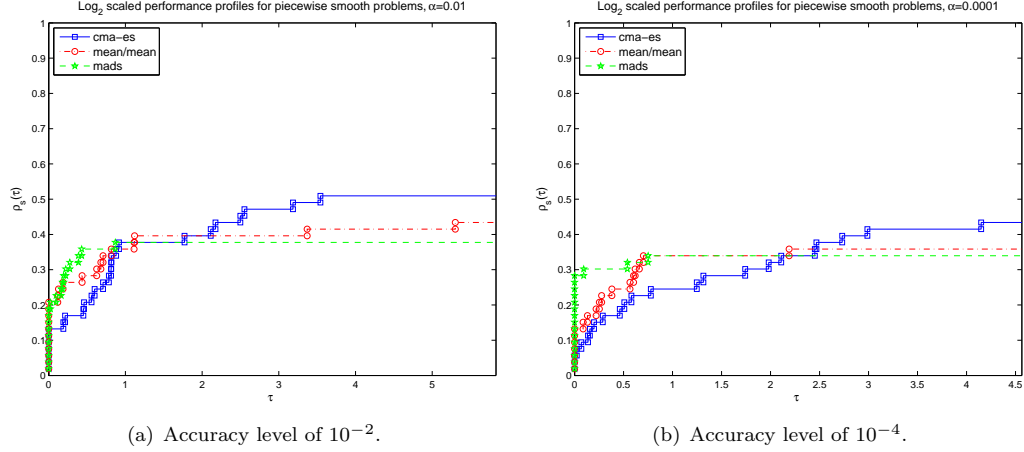 Log2 scaled performance profiles for piecewise smooth problems, α=0.01
1
0.9
0.8
0.7
0.6
0.5
0.4
0.3
0.2
0.1
0
ρs(τ)
cma−es
mean/mean
mads
0 1 2 3 4 5
τ
(a) Accuracy level of 10−2.
Log2 scaled performance profiles for piecewise smooth problems, α=0.0001
1
0.9
0.8
0.7
0.6
0.5
0.4
0.3
0.2
0.1
0
ρs(τ)
cma−es
mean/mean
mads
0 0.5 1 1.5 2 2.5 3 3.5 4 4.5
τ
(b) Accuracy level of 10−4.